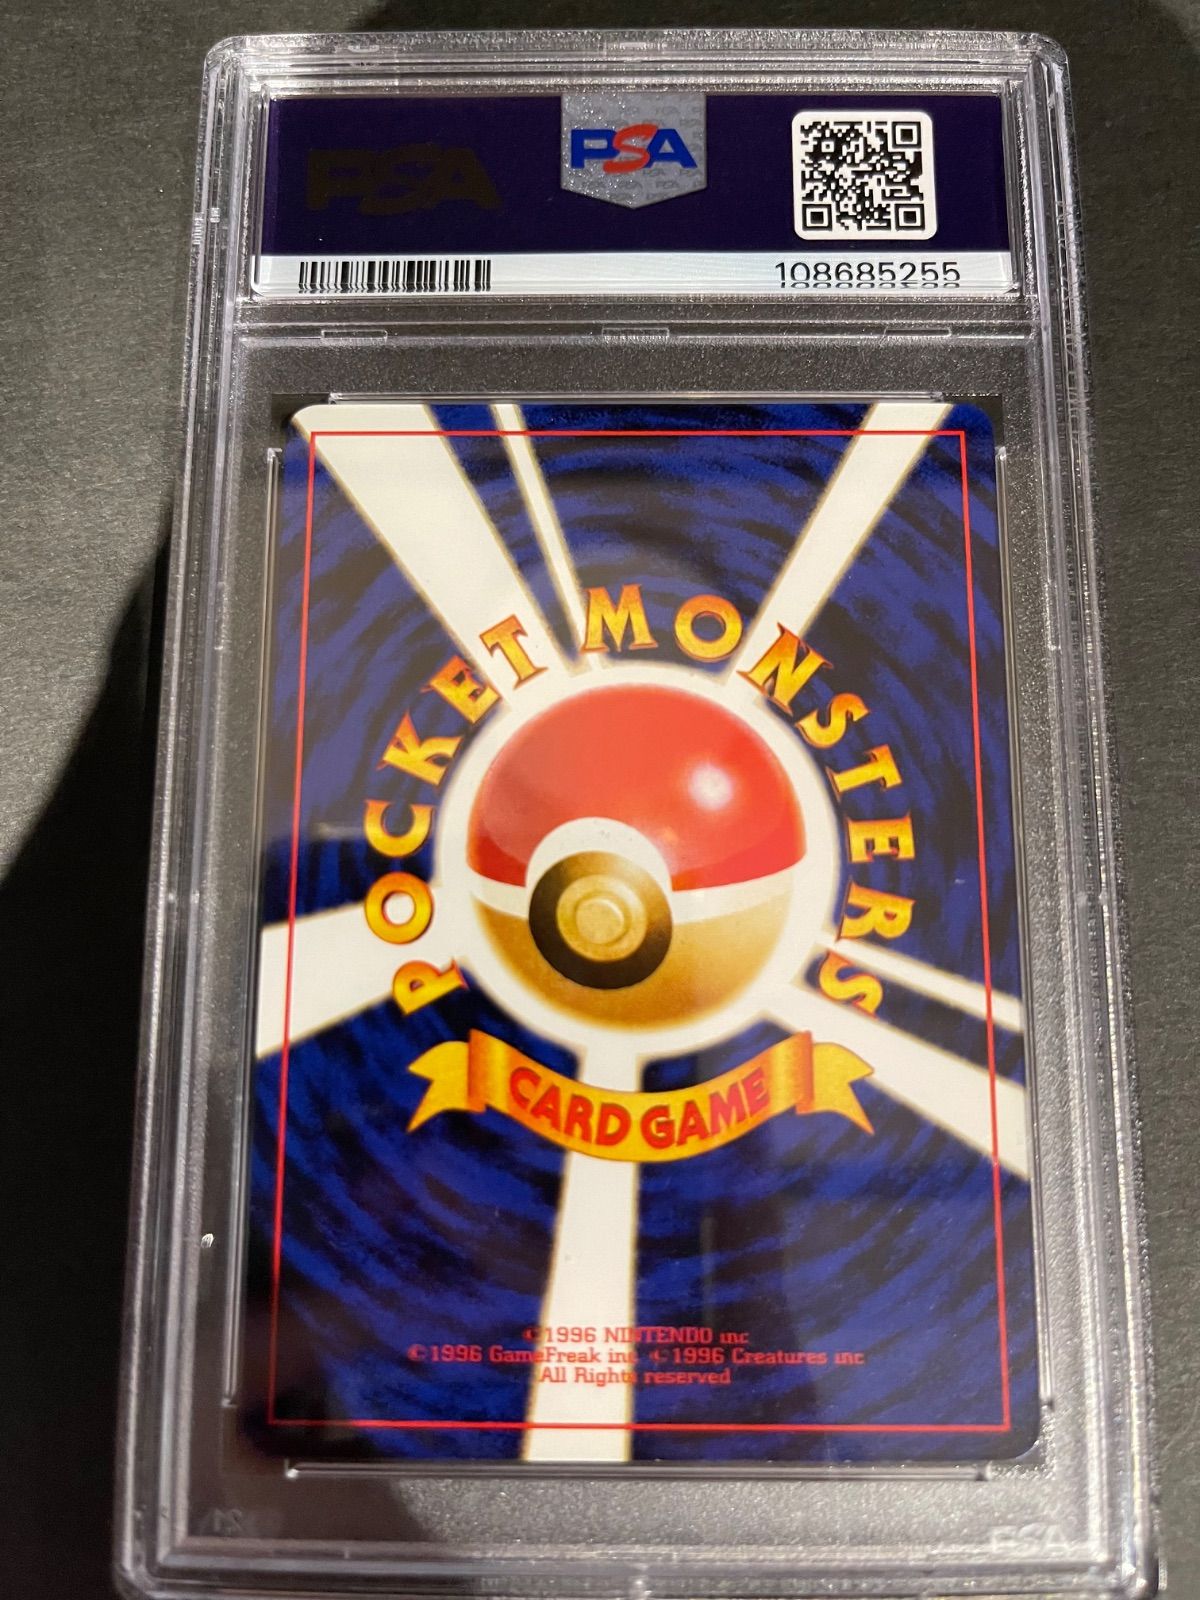 PSA
PSA
108685255
POCKET MONSTERS
CARD GAME
©1996 NINTENDO inc
©1996 GameFreak inc ©1996 Creatures inc
All Rights reserved
PSA